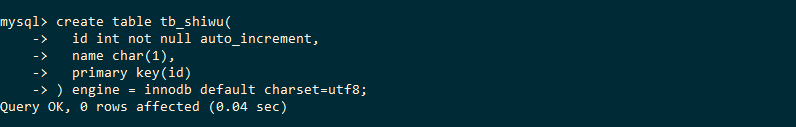 mysql> create table tb_shiwu(
    -> id int not null auto_increment,
    -> name char(1),
    -> primary key(id)
    -> ) engine = innodb default charset=utf8;
Query OK, 0 rows affected (0.04 sec)